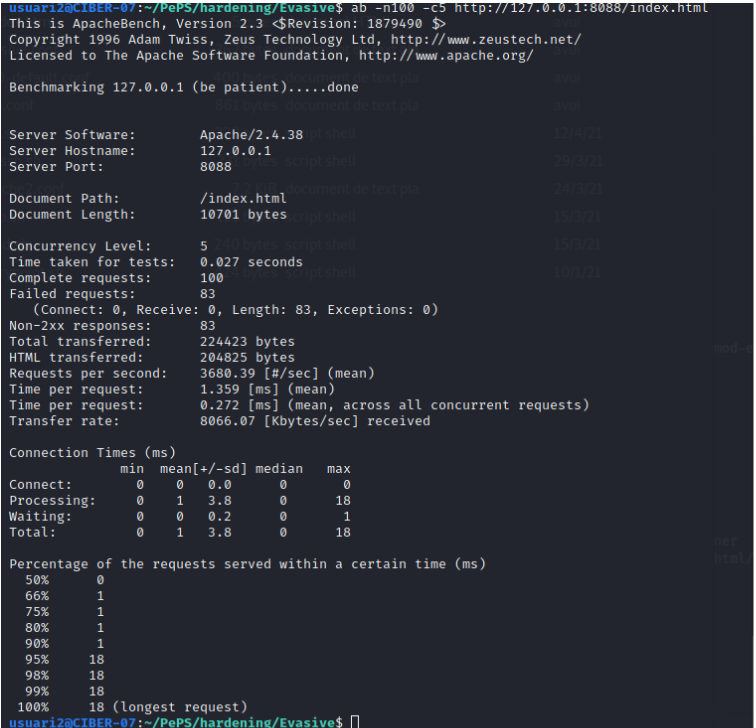 usuari2@CIBER-07:~/PePS/hardening/Evasive$ ab -n100 -c5 http://127.0.0.1:8088/index.html
This is ApacheBench, Version 2.3 <$Revision: 1879490 $>
Copyright 1996 Adam Twiss, Zeus Technology Ltd, http://www.zeustech.net/
Licensed to The Apache Software Foundation, http://www.apache.org/
Benchmarking 127.0.0.1 (be patient).....done
Server Software: Apache/2.4.38
Server Hostname: 127.0.0.1
Server Port: 8088
Document Path: /index.html
Document Length: 10701 bytes
Concurrency Level: 5
Time taken for tests: 0.027 seconds
Complete requests: 100
Failed requests: 83
(Connect: 0, Receive: 0, Length: 83, Exceptions: 0)
Non-2xx responses: 83
Total transferred: 224423 bytes
HTML transferred: 204825 bytes
Requests per second: 3680.39 [#/sec] (mean)
Time per request: 1.359 [ms] (mean)
Time per request: 0.272 [ms] (mean, across all concurrent requests)
Transfer rate: 8066.07 [Kbytes/sec] received
Connection Times (ms)
min mean[+/-sd] median max
Connect: 0 0 0.0 0 0
Processing: 0 1 3.8 0 18
Waiting: 0 0 0.2 0 1
Total: 0 1 3.8 0 18
Percentage of the requests served within a certain time (ms)
50% 0
66% 1
75% 1
80% 1
90% 1
95% 18
98% 18
99% 18
100% 18 (longest request)
usuari2@CIBER-07:~/PePS/hardening/Evasive$